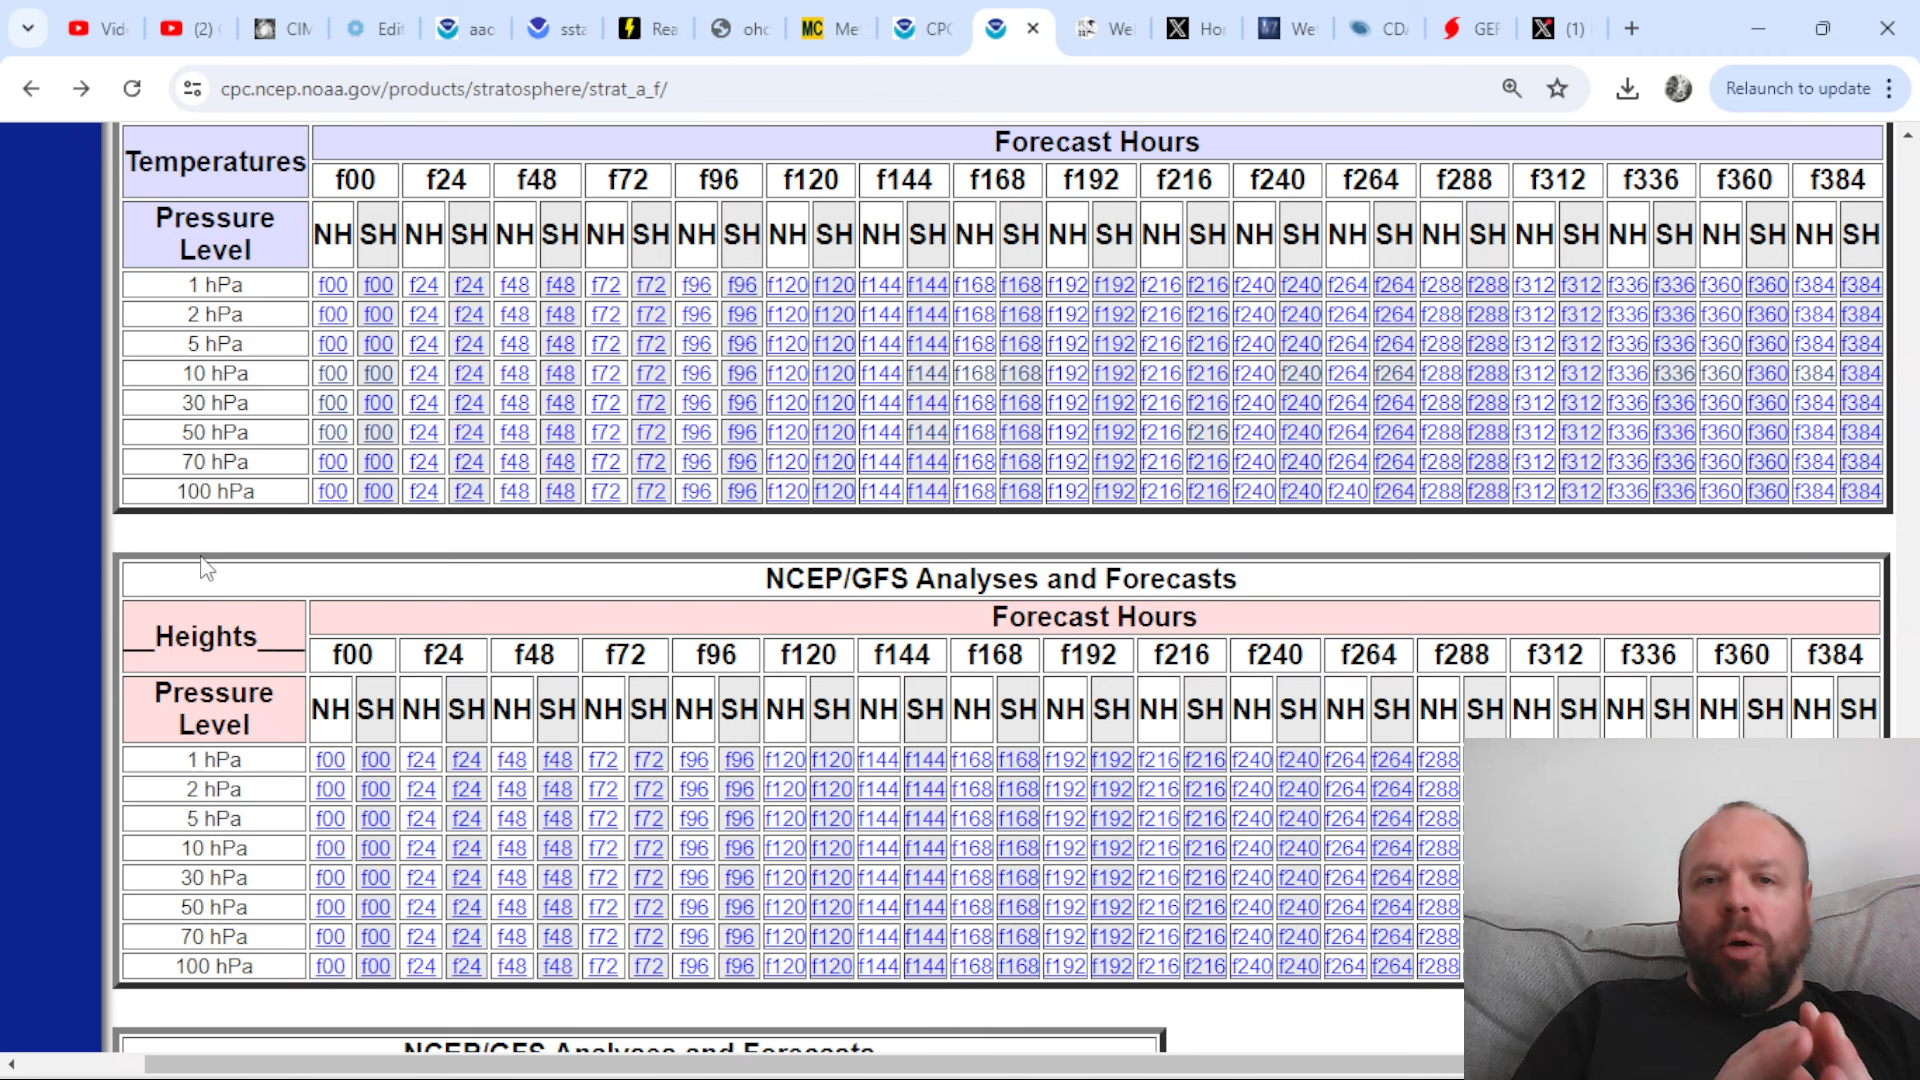 Vid (2) CIM Edit aao ssta Rea ohc MC Me CPC Wel Hor We CD GEF (1)
cpc.ncep.noaa.gov/products/stratosphere/strat_a_f/ Relaunch to update
Temperatures Forecast Hours
f00 f24 f48 f72 f96 f120 f144 f168 f192 f216 f240 f264 f288 f312 f336 f360 f384
Pressure Level NH SH NH SH NH SH NH SH NH SH NH SH NH SH NH SH NH SH NH SH NH SH NH SH NH SH NH SH NH SH NH SH NH SH
1 hPa f00 f00 f24 f24 f48 f48 f72 f72 f96 f96 f120 f120 f144 f144 f168 f168 f192 f192 f216 f216 f240 f240 f264 f264 f288 f288 f312 f312 f336 f336 f360 f360 f384 f384
2 hPa f00 f00 f24 f24 f48 f48 f72 f72 f96 f96 f120 f120 f144 f144 f168 f168 f192 f192 f216 f216 f240 f240 f264 f264 f288 f288 f312 f312 f336 f336 f360 f360 f384 f384
5 hPa f00 f00 f24 f24 f48 f48 f72 f72 f96 f96 f120 f120 f144 f144 f168 f168 f192 f192 f216 f216 f240 f240 f264 f264 f288 f288 f312 f312 f336 f336 f360 f360 f384 f384
10 hPa f00 f00 f24 f24 f48 f48 f72 f72 f96 f96 f120 f120 f144 f144 f168 f168 f192 f192 f216 f216 f240 f240 f264 f264 f288 f288 f312 f312 f336 f336 f360 f360 f384 f384
30 hPa f00 f00 f24 f24 f48 f48 f72 f72 f96 f96 f120 f120 f144 f144 f168 f168 f192 f192 f216 f216 f240 f240 f264 f264 f288 f288 f312 f312 f336 f336 f360 f360 f384 f384
50 hPa f00 f00 f24 f24 f48 f48 f72 f72 f96 f96 f120 f120 f144 f144 f168 f168 f192 f192 f216 f216 f240 f240 f264 f264 f288 f288 f312 f312 f336 f336 f360 f360 f384 f384
70 hPa f00 f00 f24 f24 f48 f48 f72 f72 f96 f96 f120 f120 f144 f144 f168 f168 f192 f192 f216 f216 f240 f240 f264 f264 f288 f288 f312 f312 f336 f336 f360 f360 f384 f384
100 hPa f00 f00 f24 f24 f48 f48 f72 f72 f96 f96 f120 f120 f144 f144 f168 f168 f192 f192 f216 f216 f240 f240 f240 f264 f288 f288 f312 f312 f336 f336 f360 f360 f384 f384
NCEP/GFS Analyses and Forecasts
__Heights___ Forecast Hours
f00 f24 f48 f72 f96 f120 f144 f168 f192 f216 f240 f264 f288 f312 f336 f360 f384
Pressure Level NH SH NH SH NH SH NH SH NH SH NH SH NH SH NH SH NH SH NH SH NH SH NH SH NH SH NH SH NH SH NH SH NH SH
1 hPa f00 f00 f24 f24 f48 f48 f72 f72 f96 f96 f120 f120 f144 f144 f168 f168 f192 f192 f216 f216 f240 f240 f264 f264 f288
2 hPa f00 f00 f24 f24 f48 f48 f72 f72 f96 f96 f120 f120 f144 f144 f168 f168 f192 f192 f216 f216 f240 f240 f264 f264 f288
5 hPa f00 f00 f24 f24 f48 f48 f72 f72 f96 f96 f120 f120 f144 f144 f168 f168 f192 f192 f216 f216 f240 f240 f264 f264 f288
10 hPa f00 f00 f24 f24 f48 f48 f72 f72 f96 f96 f120 f120 f144 f144 f168 f168 f192 f192 f216 f216 f240 f240 f264 f264 f288
30 hPa f00 f00 f24 f24 f48 f48 f72 f72 f96 f96 f120 f120 f144 f144 f168 f168 f192 f192 f216 f216 f240 f240 f264 f264 f288
50 hPa f00 f00 f24 f24 f48 f48 f72 f72 f96 f96 f120 f120 f144 f144 f168 f168 f192 f192 f216 f216 f240 f240 f264 f264 f288
70 hPa f00 f00 f24 f24 f48 f48 f72 f72 f96 f96 f120 f120 f144 f144 f168 f168 f192 f192 f216 f216 f240 f240 f264 f264 f288
100 hPa f00 f00 f24 f24 f48 f48 f72 f72 f96 f96 f120 f120 f144 f144 f168 f168 f192 f192 f216 f216 f240 f240 f264 f264 f288
NCEP/GFS Analyses and Forecasts